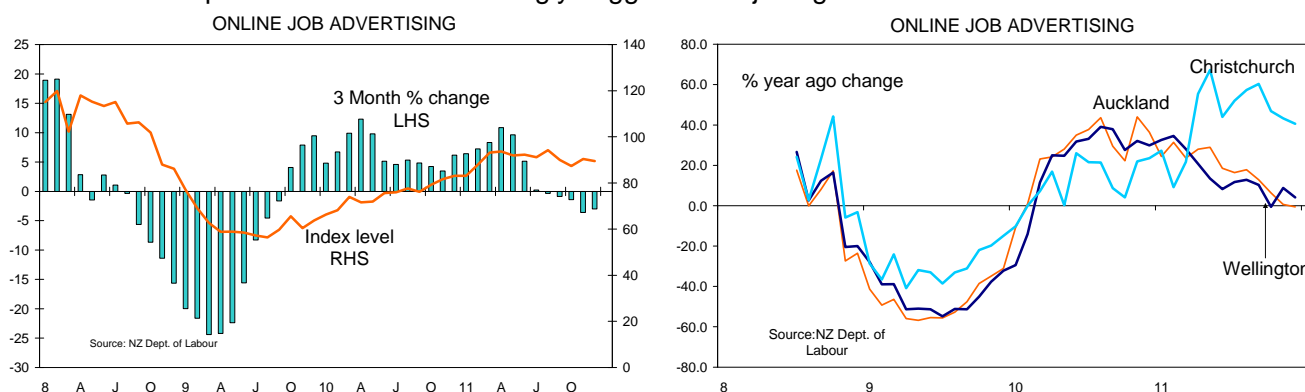 ONLINE JOB ADVERTISING
25
20
15
10
5
0
-5
-10
-15
-20
-25
-30
3 Month % change
LHS
Index level
RHS
Source: NZ Dept. of Labour
140
120
100
80
60
40
20
0
8 A J O 9 A J O 10 A J O 11 A J O
ONLINE JOB ADVERTISING
80.0
60.0
40.0
20.0
0.0
-20.0
-40.0
-60.0
-80.0
% year ago change
Christchurch
Auckland
Wellington
Source:NZ Dept. of
Labour
8 9 10 11